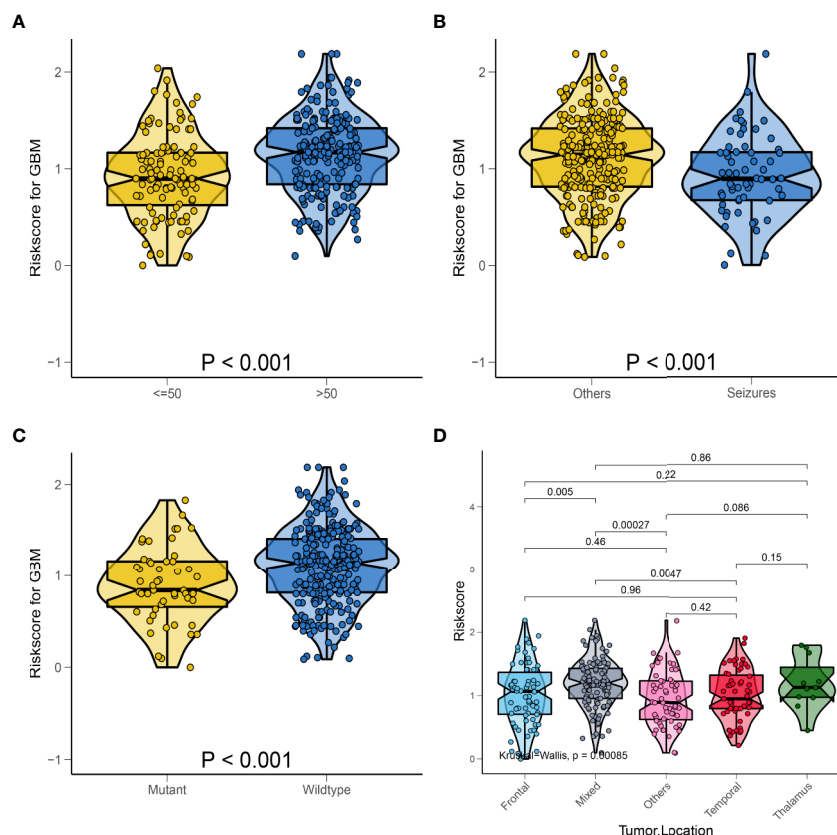 A
Riskscore for GBM
2
1
0
−1
P < 0.001
<=50
>50
B
Riskscore for GBM
2
1
0
−1
P < 0.001
Others
Seizures
C
Riskscore for GBM
2
1
0
−1
P < 0.001
Mutant
Wildtype
D
Riskscore
4
2
1
0
0.86
0.22
0.005
0.086
0.00027
0.46
0.15
0.0047
0.96
0.42
Kruskal−Wallis, p = 0.00085
Frontal
Mixed
Others
Temporal
Thalamus
Tumor.Location